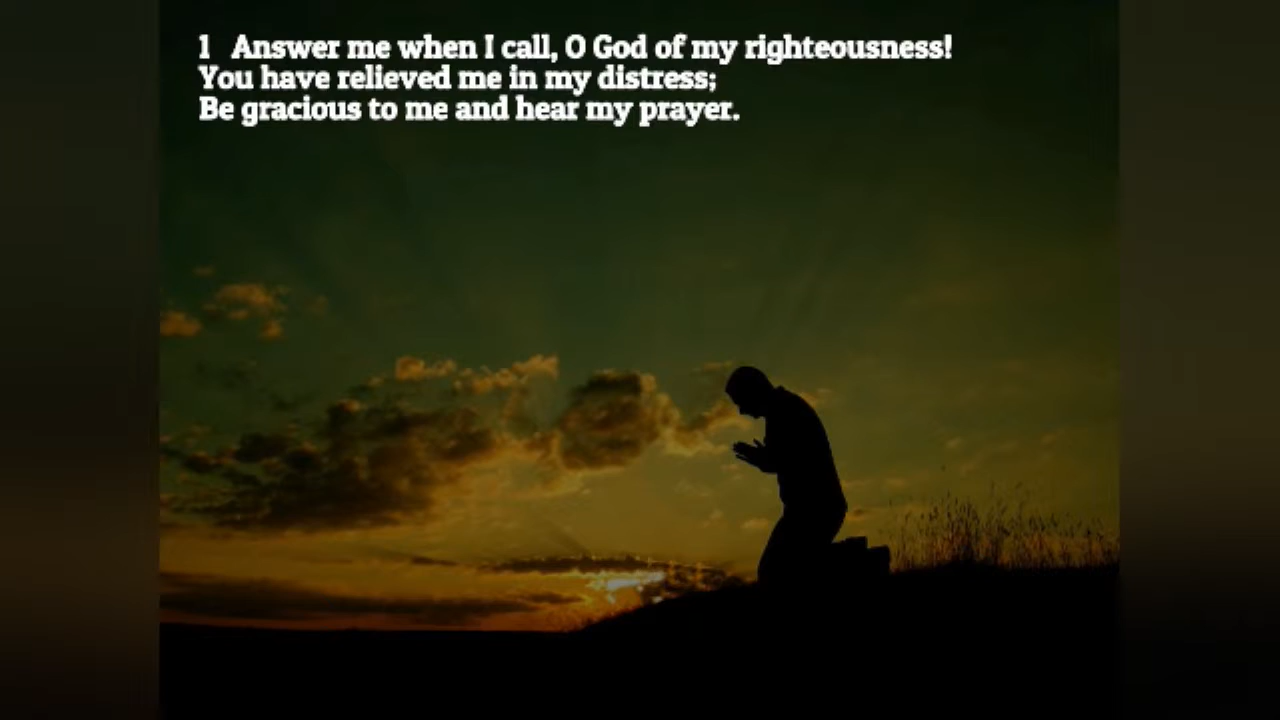 1 Answer me when I call, O God of my righteousness!
You have relieved me in my distress;
Be gracious to me and hear my prayer.